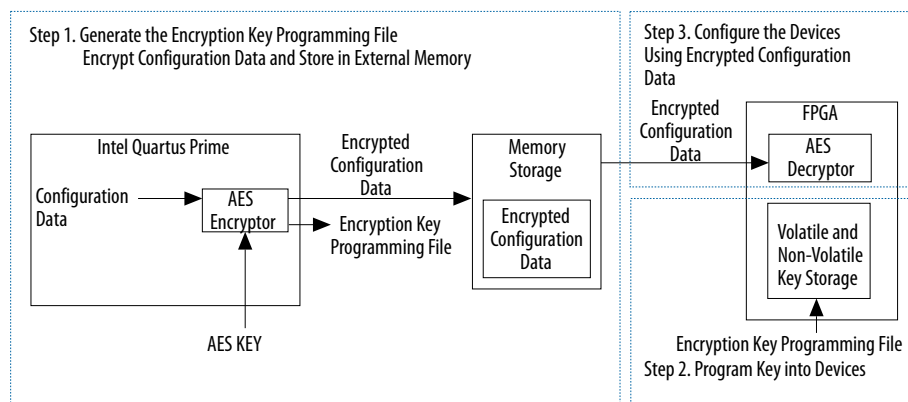 Step 1. Generate the Encryption Key Programming File
Encrypt Configuration Data and Store in External Memory
Intel Quartus Prime
Configuration
Data
AES
Encryptor
AES KEY
Encrypted
Configuration
Data
Encryption Key
Programming File
Memory
Storage
Encrypted
Configuration
Data
Step 3. Configure the Devices
Using Encrypted Configuration
Data
Encrypted
Configuration
Data
FPGA
AES
Decryptor
Volatile and
Non-Volatile
Key Storage
Encryption Key Programming File
Step 2. Program Key into Devices